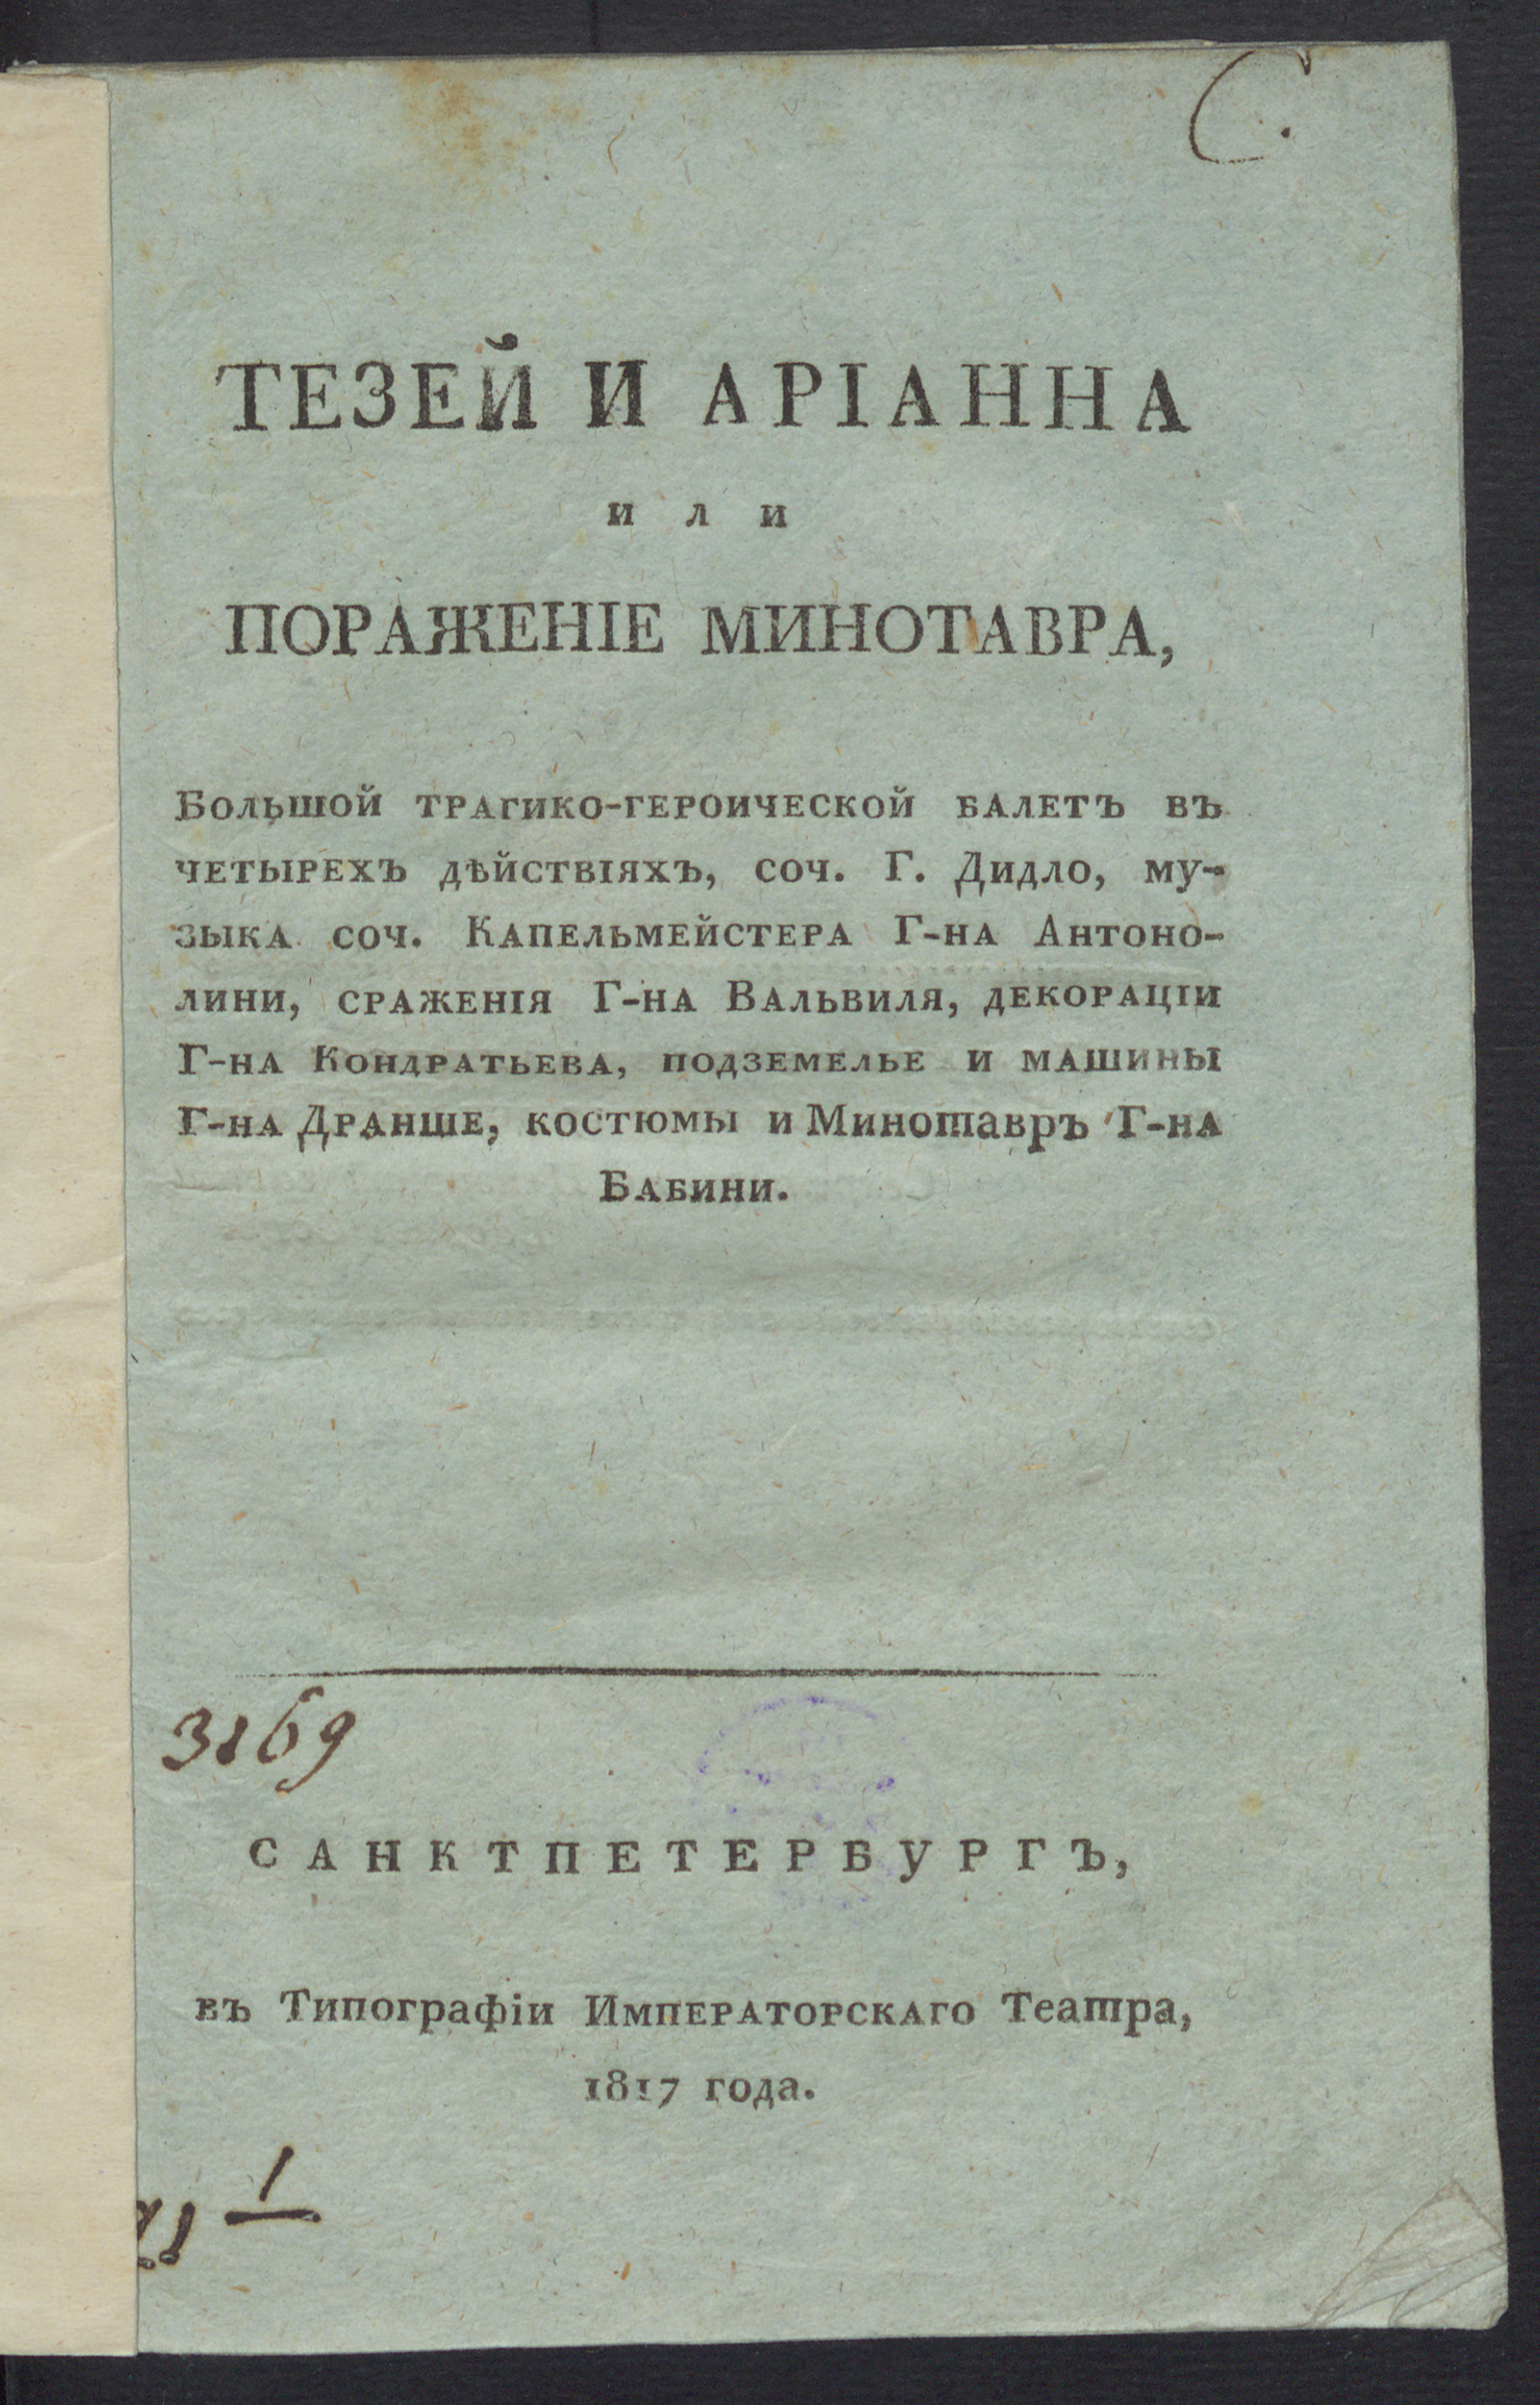 С.
ТЕЗЕЙ И АРІАННА
или
ПОРАЖЕНІЕ МИНОТАВРА,
Большой трагико-героической балетъ въ
четырехъ дѣйствіяхъ, соч. Г. Дидло, му-
зыка соч. Капельмейстера Г-на Антоно-
лини, сраженія Г-на Вальвиля, декораціи
Г-на Кондратьева, подземелье и машины
Г-на Дранше, костюмы и Минотавръ Г-на
Бабини.
3169
САНКТПЕТЕРБУРГЪ,
въ Типографіи Императорскаго Театра,
1817 года.